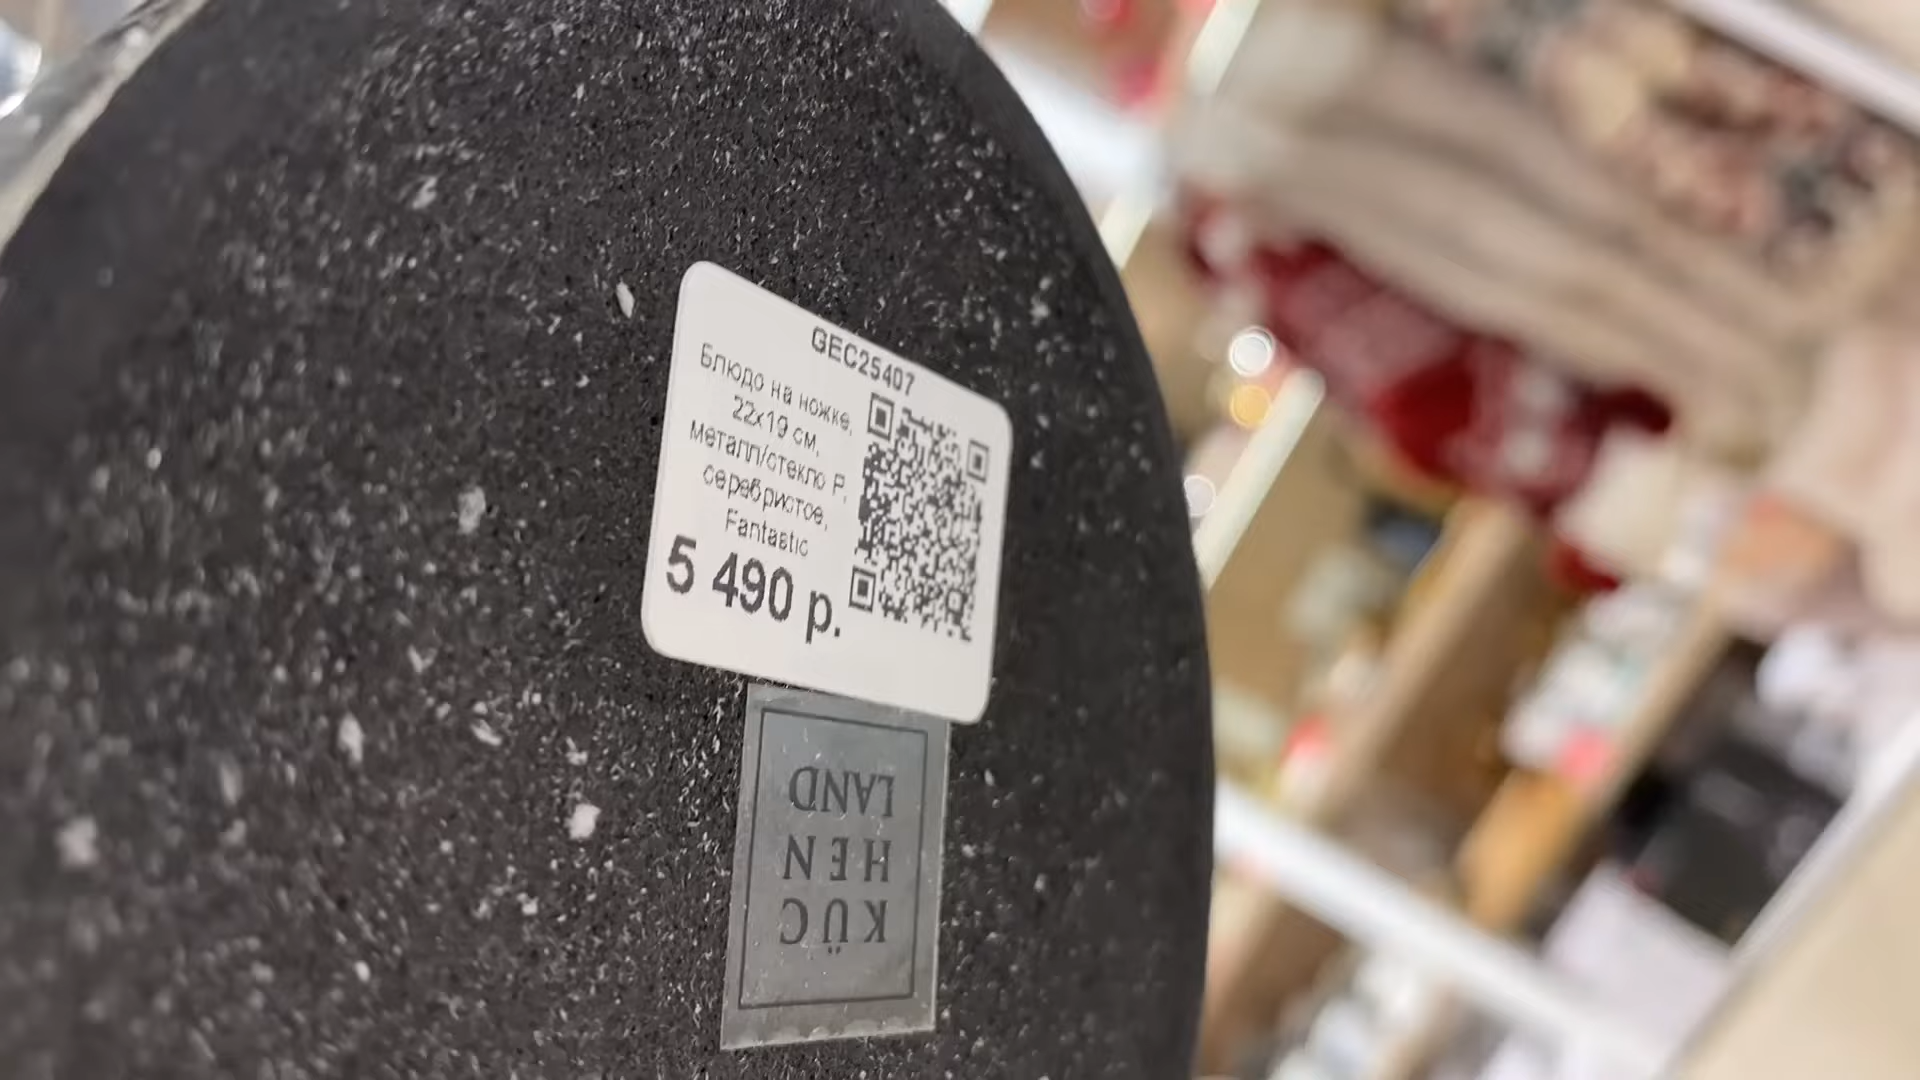 GEC25407
Блюдо на ножке,
22x19 см,
металл/стекло Р,
серебристое,
Fantastic
5 490 р.
KÜC
HEN
LAND